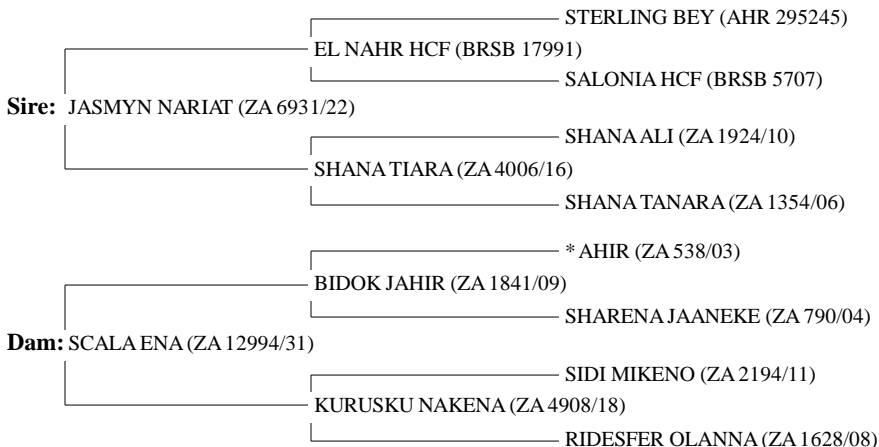 STERLING BEY (AHR 295245)
EL NAHR HCF (BRSB 17991)
SALONIA HCF (BRSB 5707)
Sire: JASMYN NARIAT (ZA 6931/22)
SHANA ALI (ZA 1924/10)
SHANA TIARA (ZA 4006/16)
SHANA TANARA (ZA 1354/06)
* AHIR (ZA 538/03)
BIDOK JAHIR (ZA 1841/09)
SHARENA JAANEKE (ZA 790/04)
Dam: SCALA ENA (ZA 12994/31)
SIDI MIKENO (ZA 2194/11)
KURUSKU NAKENA (ZA 4908/18)
RIDESFER OLANNA (ZA 1628/08)